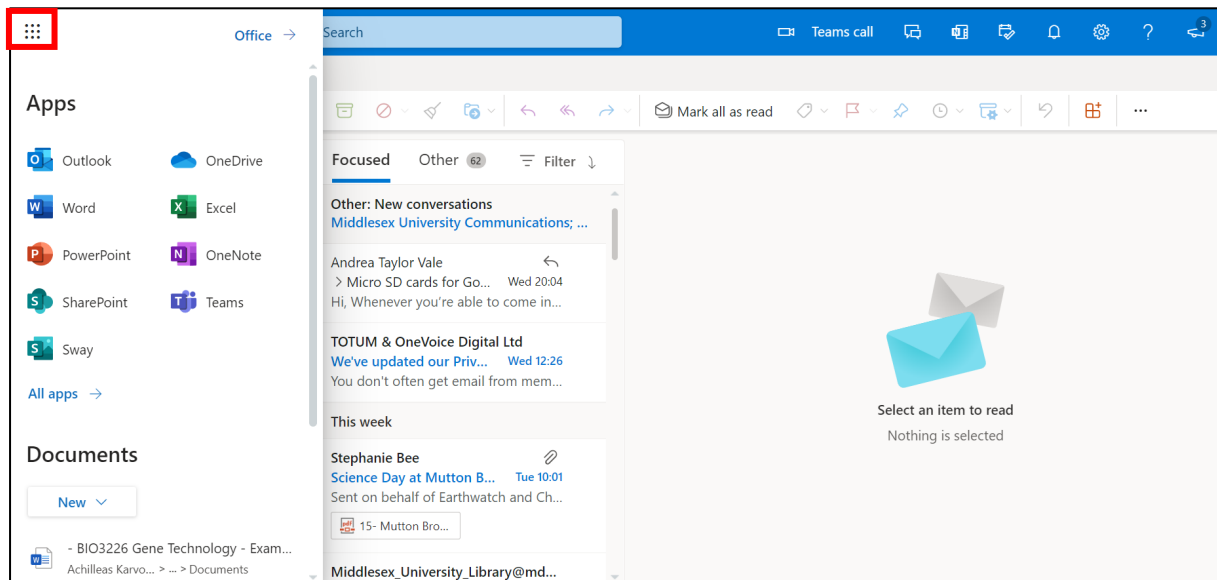 Office →
Search
Teams call
3
Apps
Outlook
OneDrive
Word
Excel
PowerPoint
OneNote
SharePoint
Teams
Sway
All apps →
Documents
New
- BIO3226 Gene Technology - Exam...
Achilleas Karvo... > ... > Documents
Mark all as read
Focused
Other 62
Filter
Other: New conversations
Middlesex University Communications; ...
Andrea Taylor Vale
> Micro SD cards for Go... Wed 20:04
Hi, Whenever you're able to come in...
TOTUM & OneVoice Digital Ltd
We've updated our Priv... Wed 12:26
You don't often get email from mem...
This week
Stephanie Bee
Science Day at Mutton B... Tue 10:01
Sent on behalf of Earthwatch and Ch...
15- Mutton Bro...
Middlesex_University_Library@md...
Select an item to read
Nothing is selected